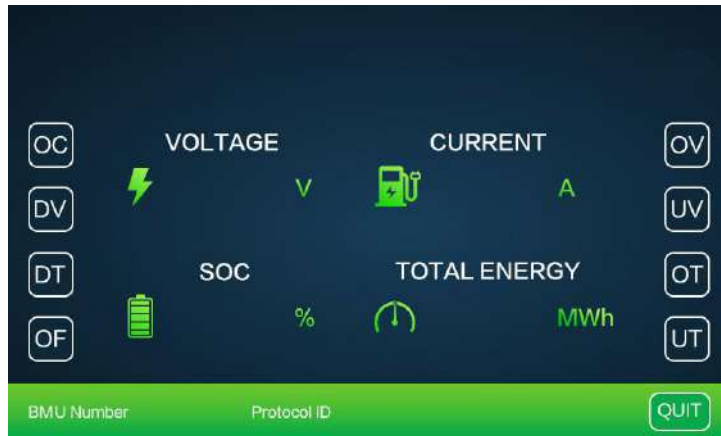 OC VOLTAGE CURRENT OV
DV V A UV
DT SOC TOTAL ENERGY OT
OF % MWh UT
BMU Number Protocol ID QUIT